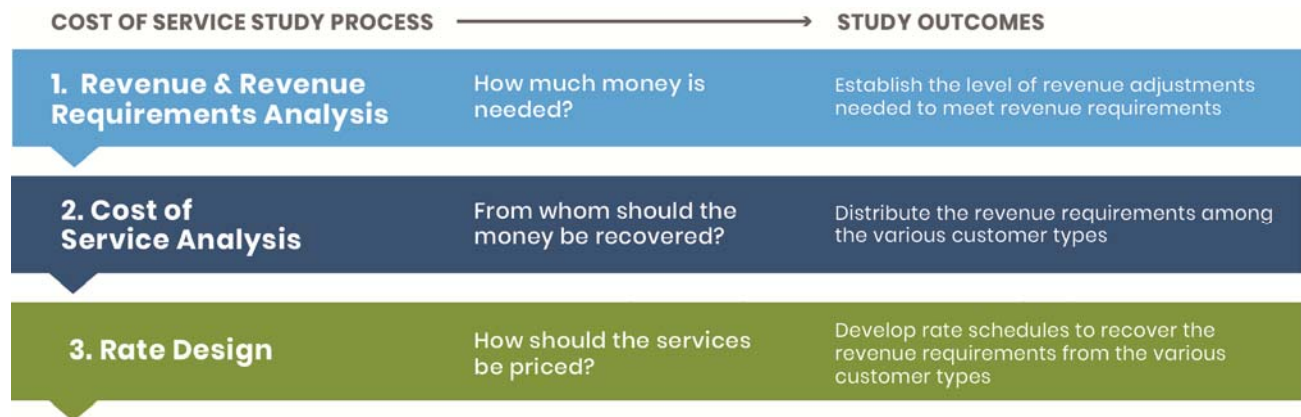 COST OF SERVICE STUDY PROCESS
STUDY OUTCOMES
1. Revenue & Revenue
Requirements Analysis
How much money is
needed?
Establish the level of revenue adjustments
needed to meet revenue requirements
2. Cost of
Service Analysis
From whom should the
money be recovered?
Distribute the revenue requirements among
the various customer types
3. Rate Design
How should the services
be priced?
Develop rate schedules to recover the
revenue requirements from the various
customer types